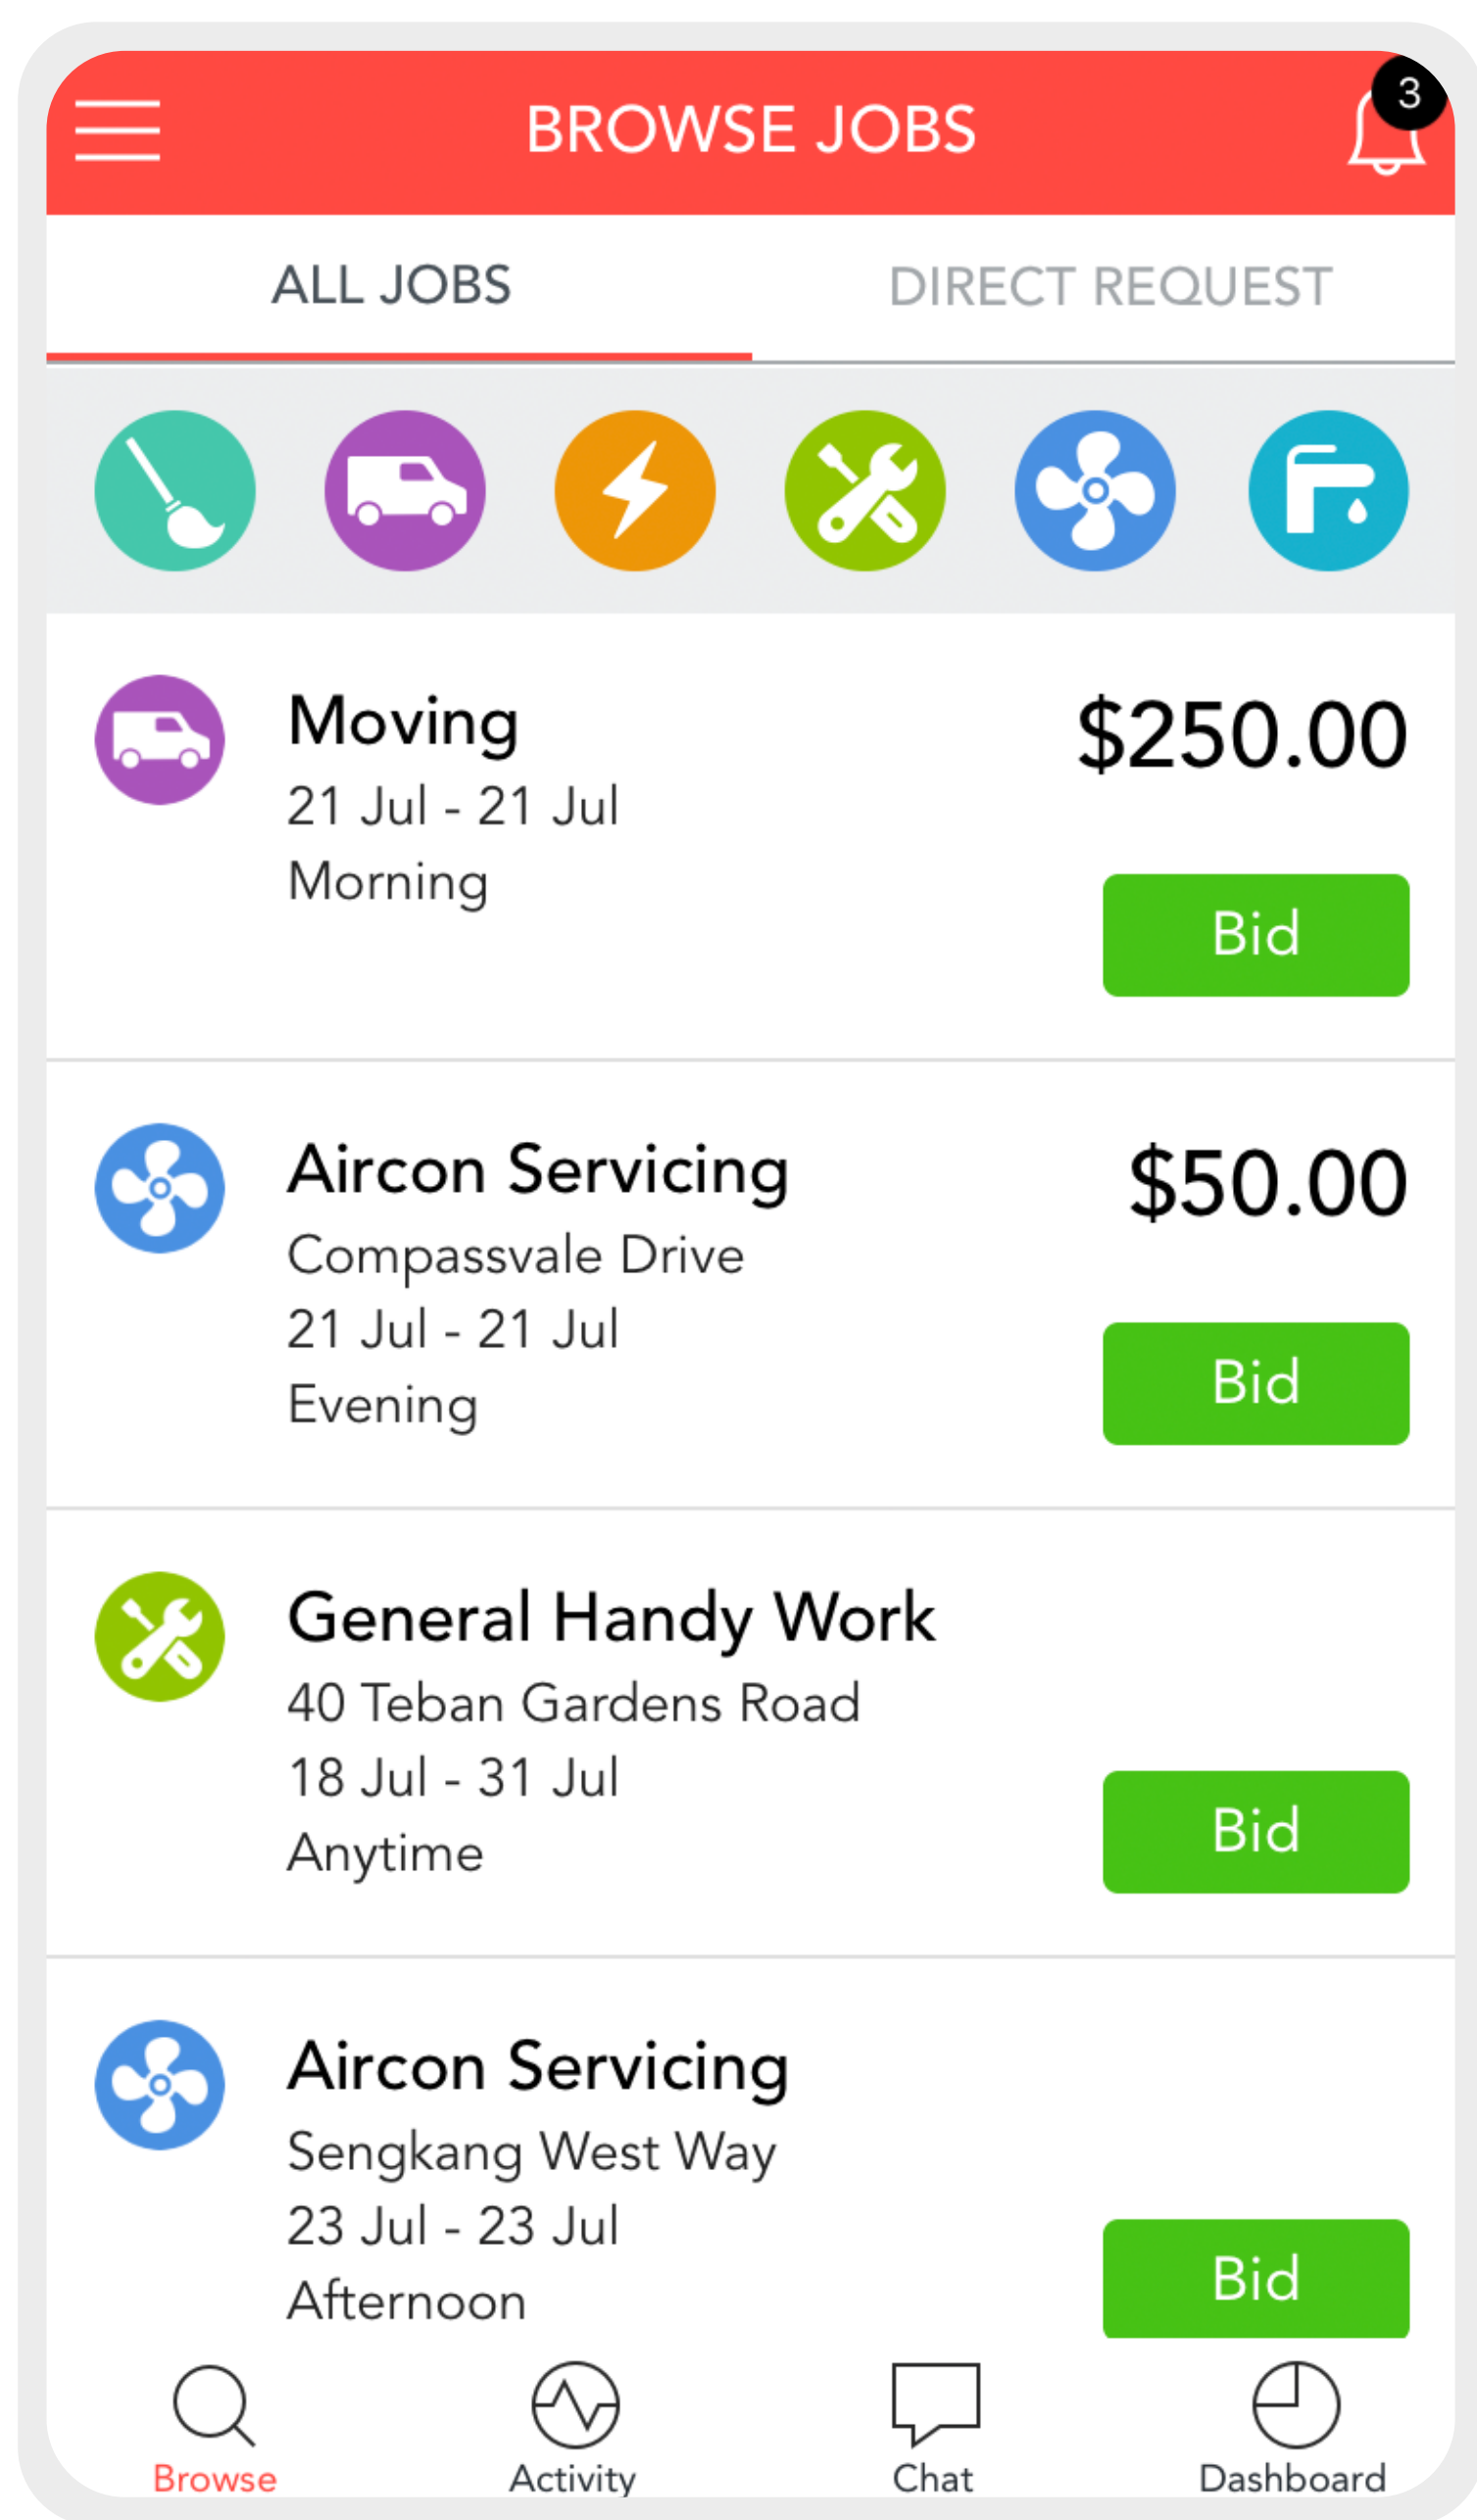 BROWSE JOBS
3
ALL JOBS
DIRECT REQUEST
Moving
$250.00
21 Jul - 21 Jul
Morning
Bid
Aircon Servicing
$50.00
Compassvale Drive
21 Jul - 21 Jul
Evening
Bid
General Handy Work
40 Teban Gardens Road
18 Jul - 31 Jul
Anytime
Bid
Aircon Servicing
Sengkang West Way
23 Jul - 23 Jul
Afternoon
Bid
Browse
Activity
Chat
Dashboard